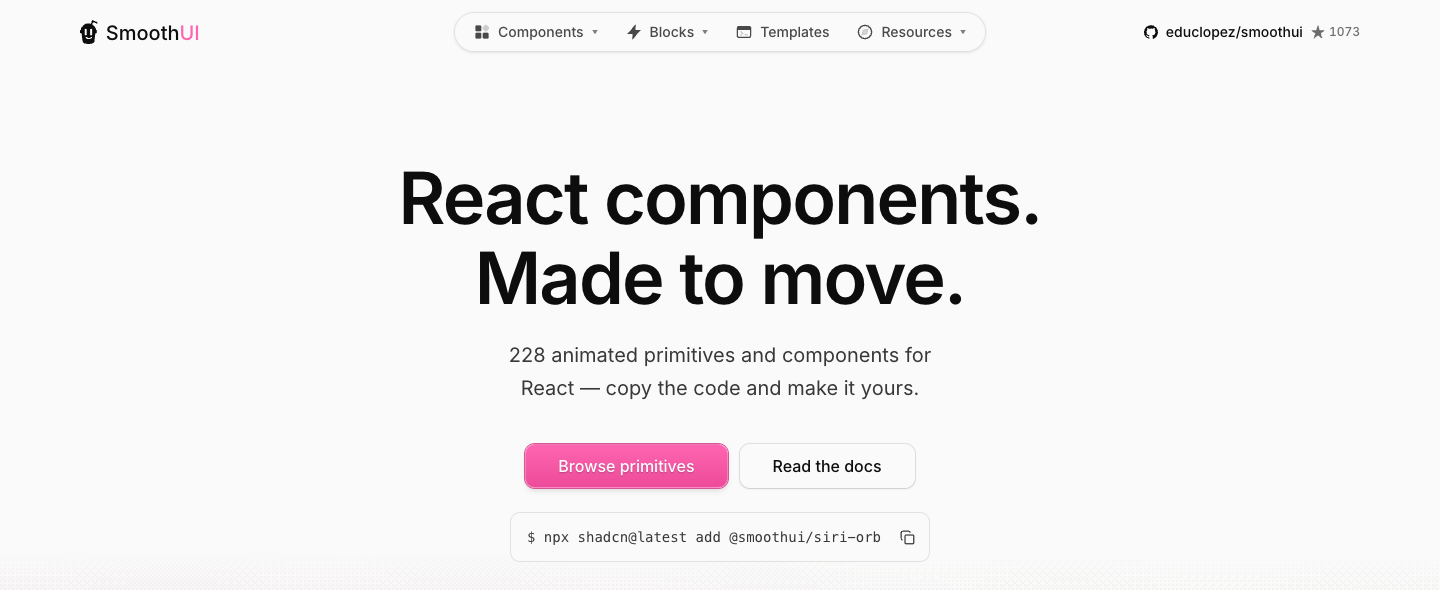 SmoothUI
Components
Blocks
Templates
Resources
educlopez/smoothui ★ 1073
React components.
Made to move.
228 animated primitives and components for
React — copy the code and make it yours.
Browse primitives
Read the docs
$ npx shadcn@latest add @smoothui/siri-orb